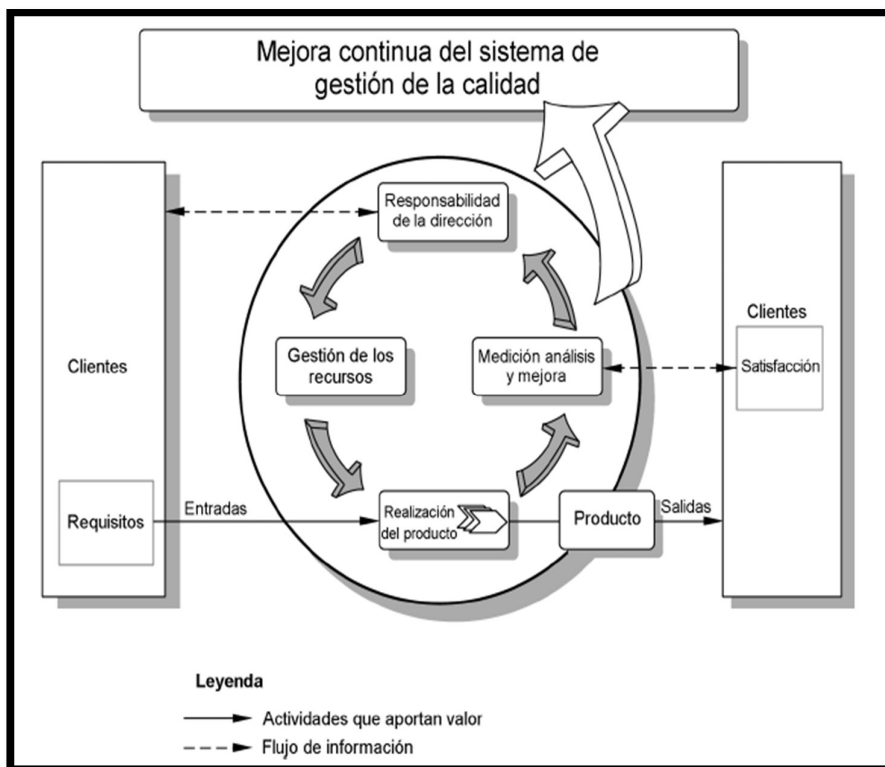 Mejora continua del sistema de
gestión de la calidad
Responsabilidad
de la dirección
Clientes
Gestión de los
recursos
Medición análisis
y mejora
Clientes
Satisfacción
Requisitos
Entradas
Realización
del producto
Producto
Salidas
Leyenda
Actividades que aportan valor
Flujo de información